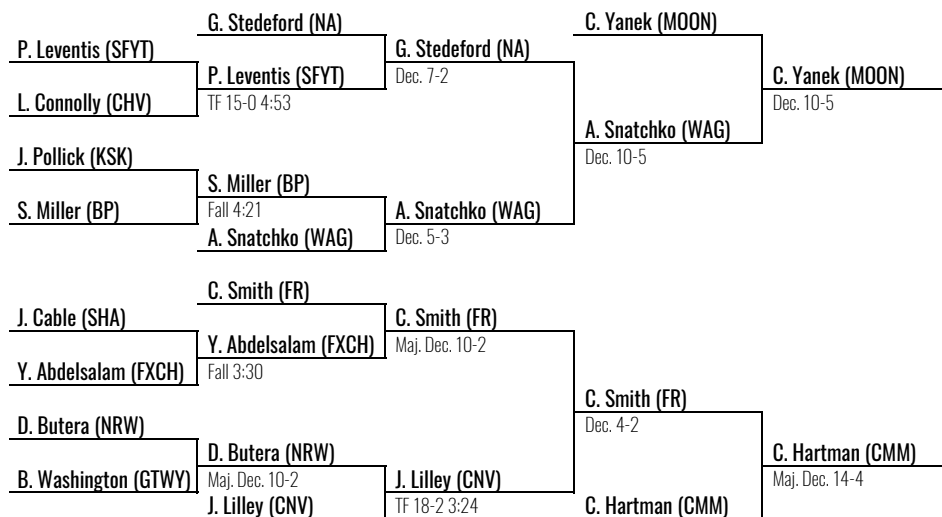 G. Stedeford (NA)
C. Yanek (MOON)
P. Leventis (SFYT)
G. Stedeford (NA)
P. Leventis (SFYT)
Dec. 7-2
C. Yanek (MOON)
L. Connolly (CHV)
TF 15-0 4:53
Dec. 10-5
A. Snatchko (WAG)
J. Pollick (KSK)
Dec. 10-5
S. Miller (BP)
S. Miller (BP)
Fall 4:21
A. Snatchko (WAG)
A. Snatchko (WAG)
Dec. 5-3
C. Smith (FR)
J. Cable (SHA)
C. Smith (FR)
Y. Abdelsalam (FXCH)
Maj. Dec. 10-2
Y. Abdelsalam (FXCH)
Fall 3:30
C. Smith (FR)
D. Butera (NRW)
Dec. 4-2
D. Butera (NRW)
C. Hartman (CMM)
B. Washington (GTWY)
Maj. Dec. 10-2
J. Lilley (CNV)
Maj. Dec. 14-4
J. Lilley (CNV)
TF 18-2 3:24
C. Hartman (CMM)